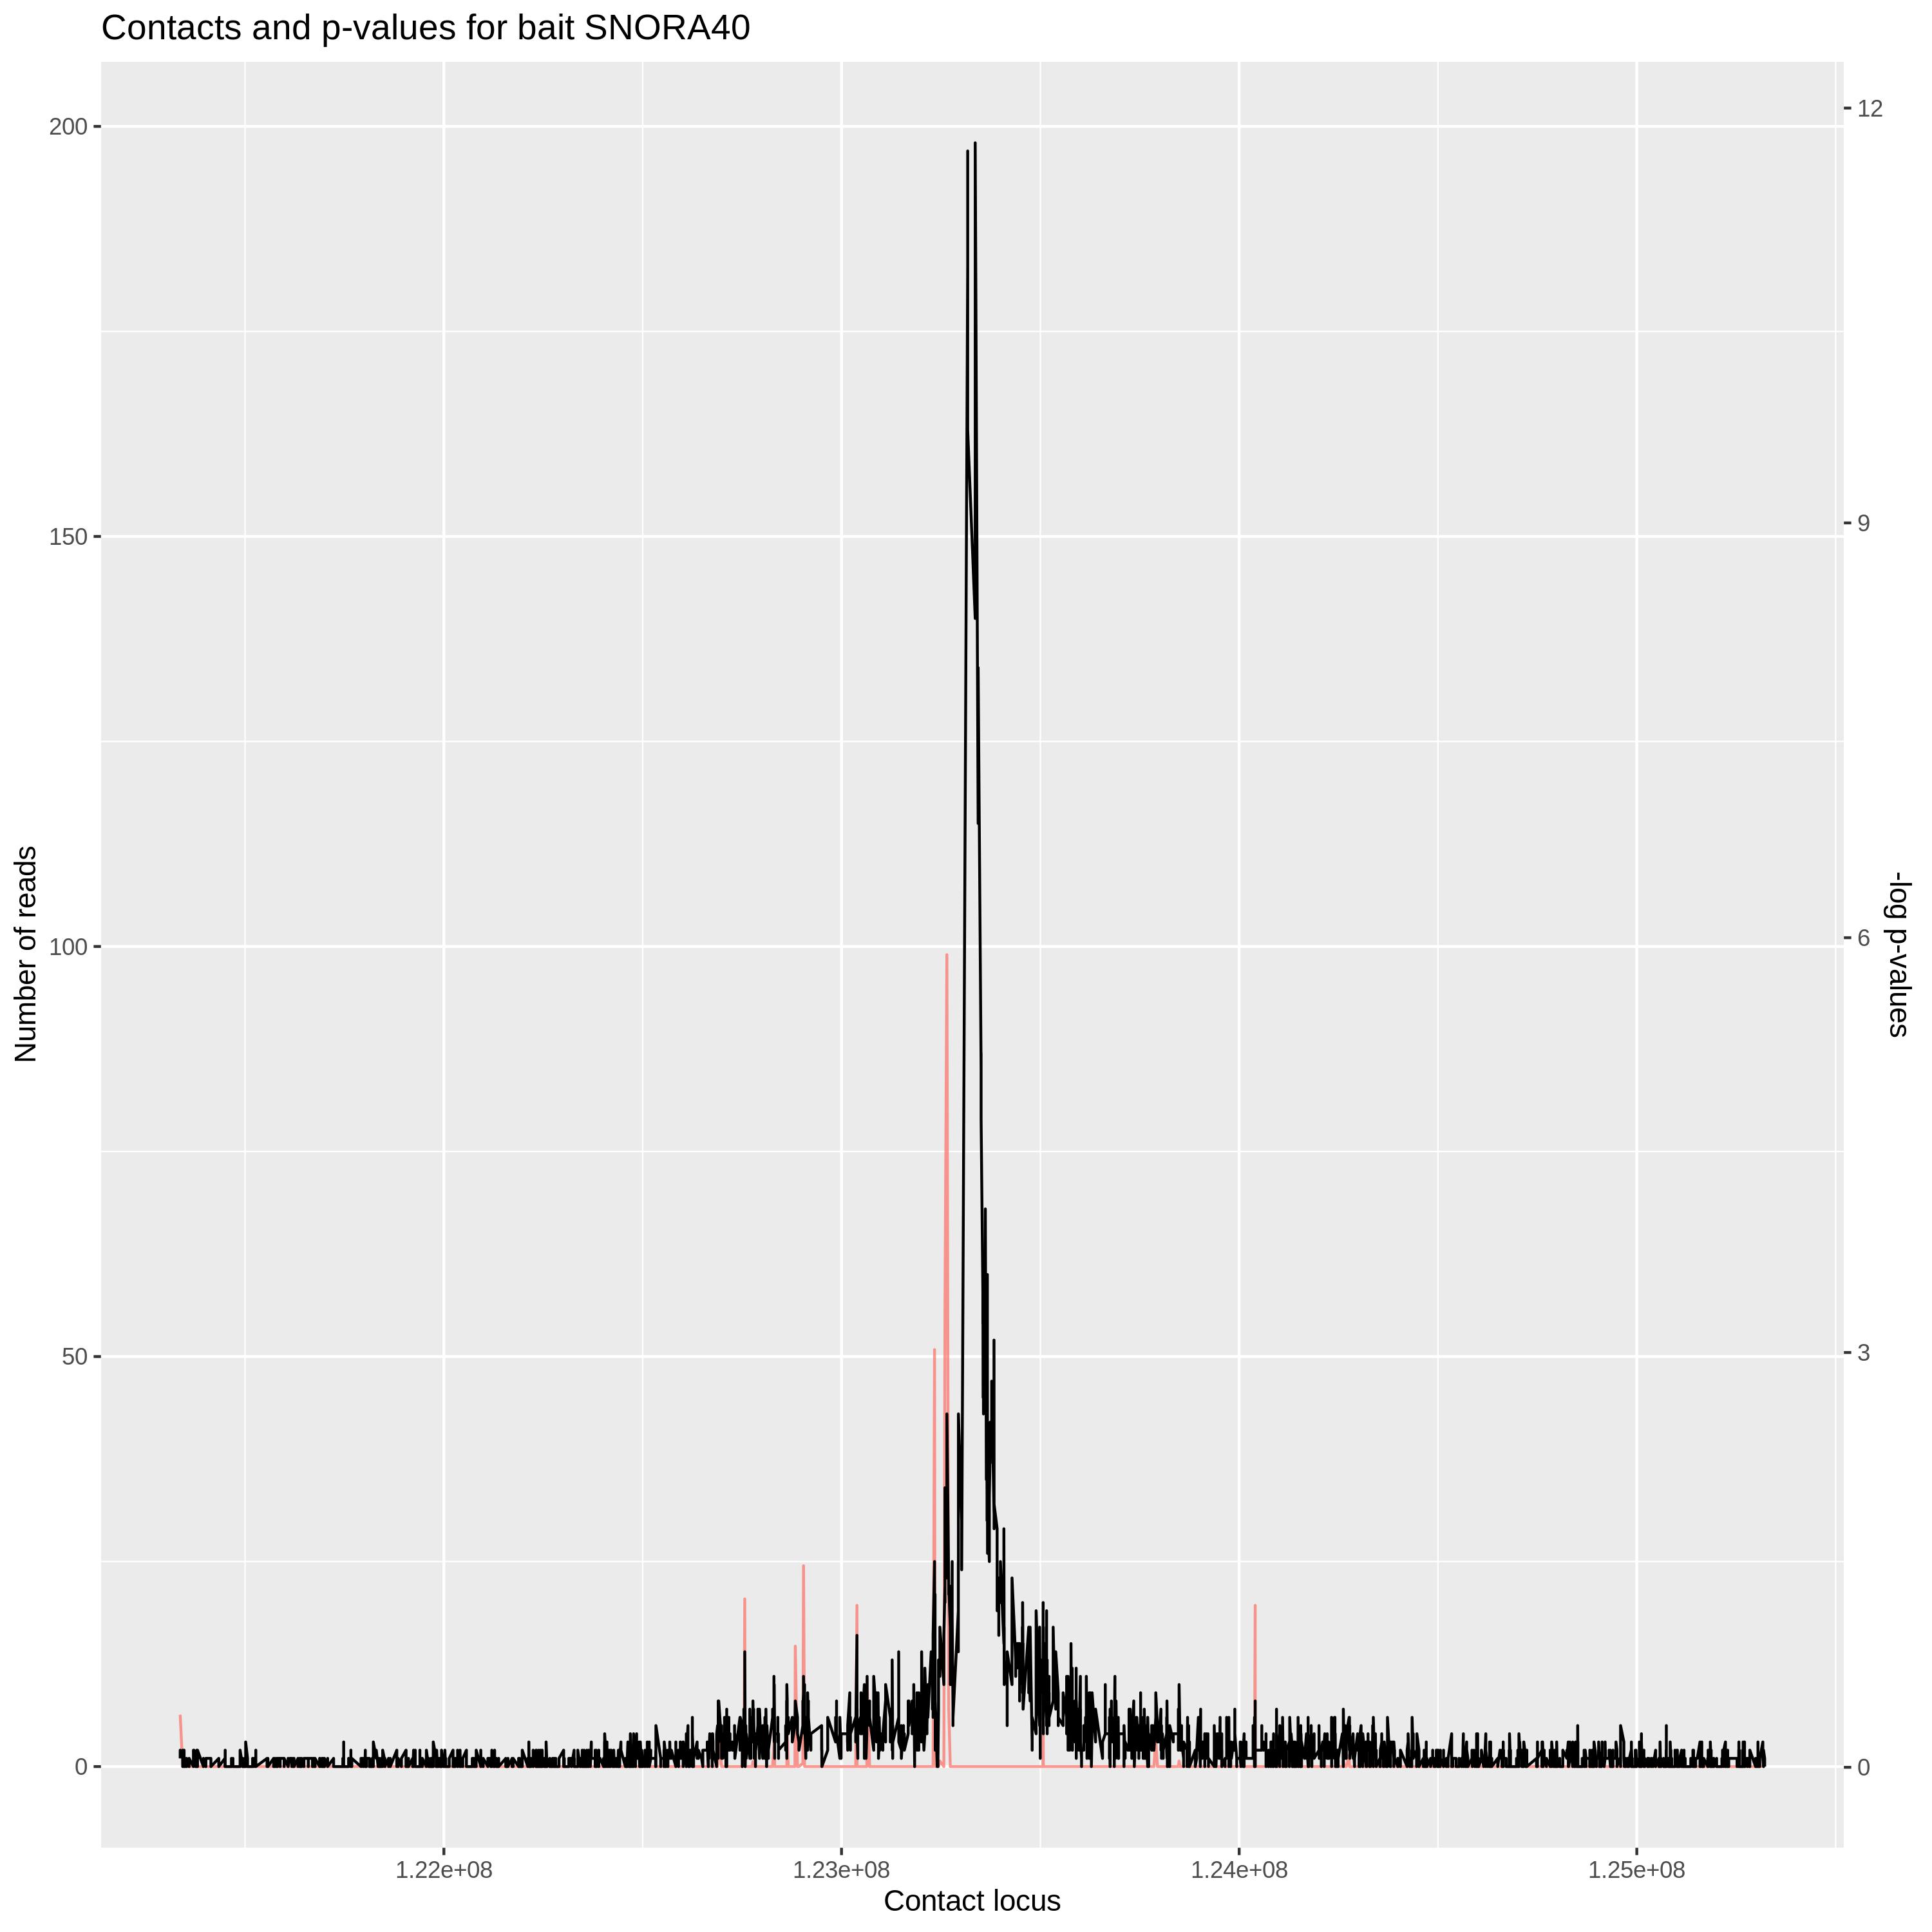 Contacts and p-values for bait SNORA40
200
150
100
50
0
Number of reads
12
9
6
3
0
-log p-values
1.22e+08
1.23e+08
1.24e+08
1.25e+08
Contact locus